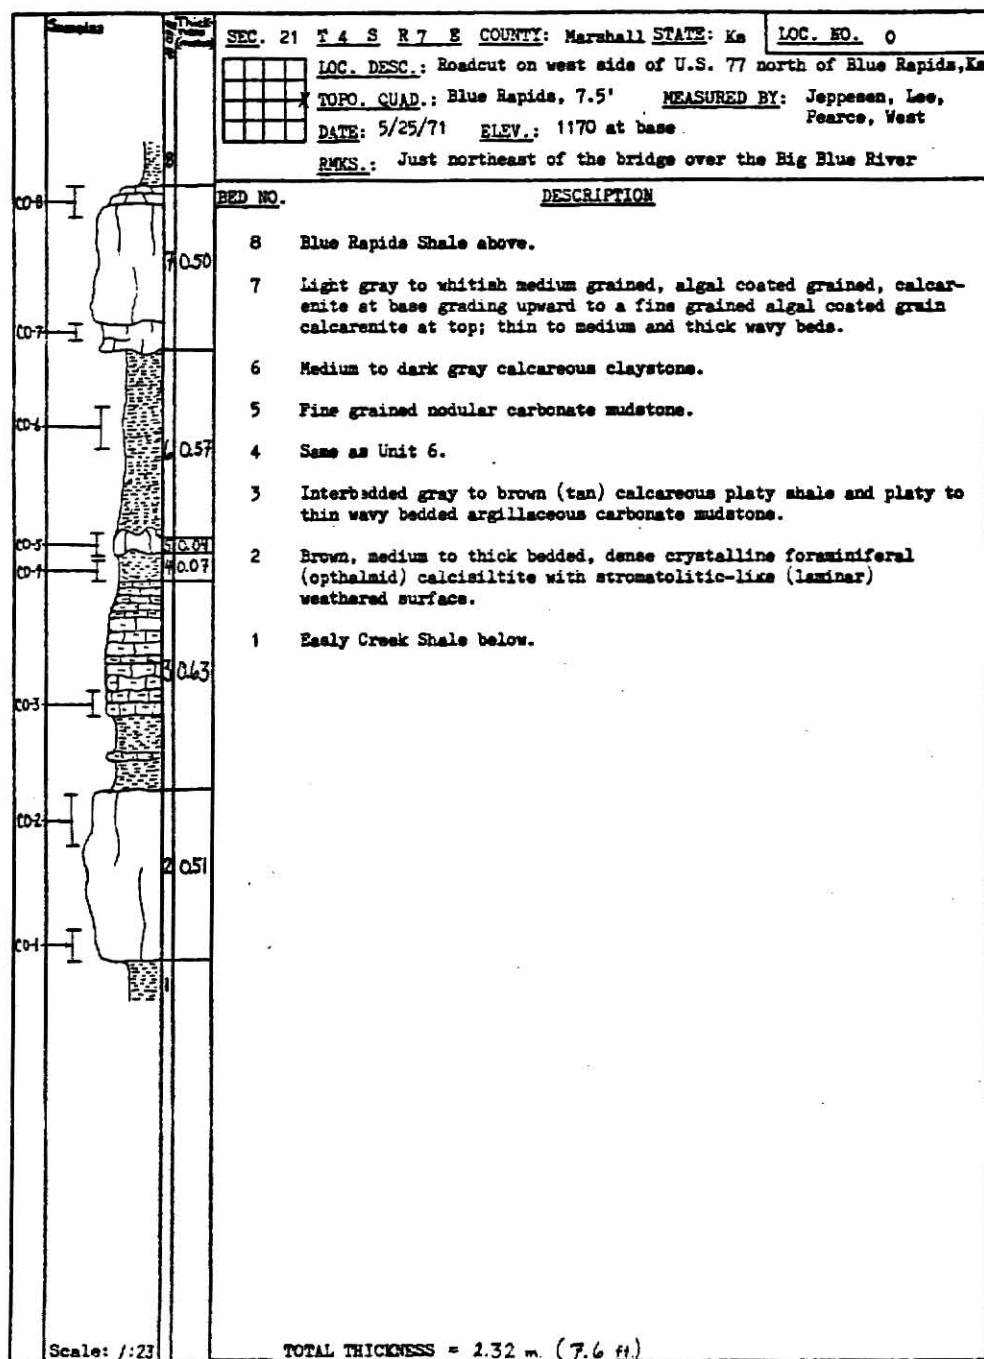 Samples
Thick-
ness
SEC. 21 T 4 S R 7 E COUNTY: Marshall STATE: Ks LOC. NO. O
LOC. DESC.: Roadcut on west side of U.S. 77 north of Blue Rapids, Ks
TOPO. QUAD.: Blue Rapids, 7.5' MEASURED BY: Jeppesen, Lee,
Pearce, West
DATE: 5/25/71 ELEV.: 1170 at base
RMKS.: Just northeast of the bridge over the Big Blue River
BED NO. DESCRIPTION
8 Blue Rapids Shale above.
7 Light gray to whitish medium grained, algal coated grained, calcar-
enite at base grading upward to a fine grained algal coated grain
calcarenite at top; thin to medium and thick wavy beds.
6 Medium to dark gray calcareous claystone.
5 Fine grained nodular carbonate mudstone.
4 Same as Unit 6.
3 Interbedded gray to brown (tan) calcareous platy shale and platy to
thin wavy bedded argillaceous carbonate mudstone.
2 Brown, medium to thick bedded, dense crystalline foraminiferal
(opthalmid) calcisiltite with stromatolitic-like (laminar)
weathered surface.
1 Easly Creek Shale below.
8
CO-8
7 0.50
CO-7
CO-6
6 0.57
CO-5
5 0.04
CO-4
4 0.07
3 0.63
CO-3
CO-2
2 0.51
CO-1
1
Scale: 1:23 TOTAL THICKNESS = 2.32 m. (7.6 ft.)